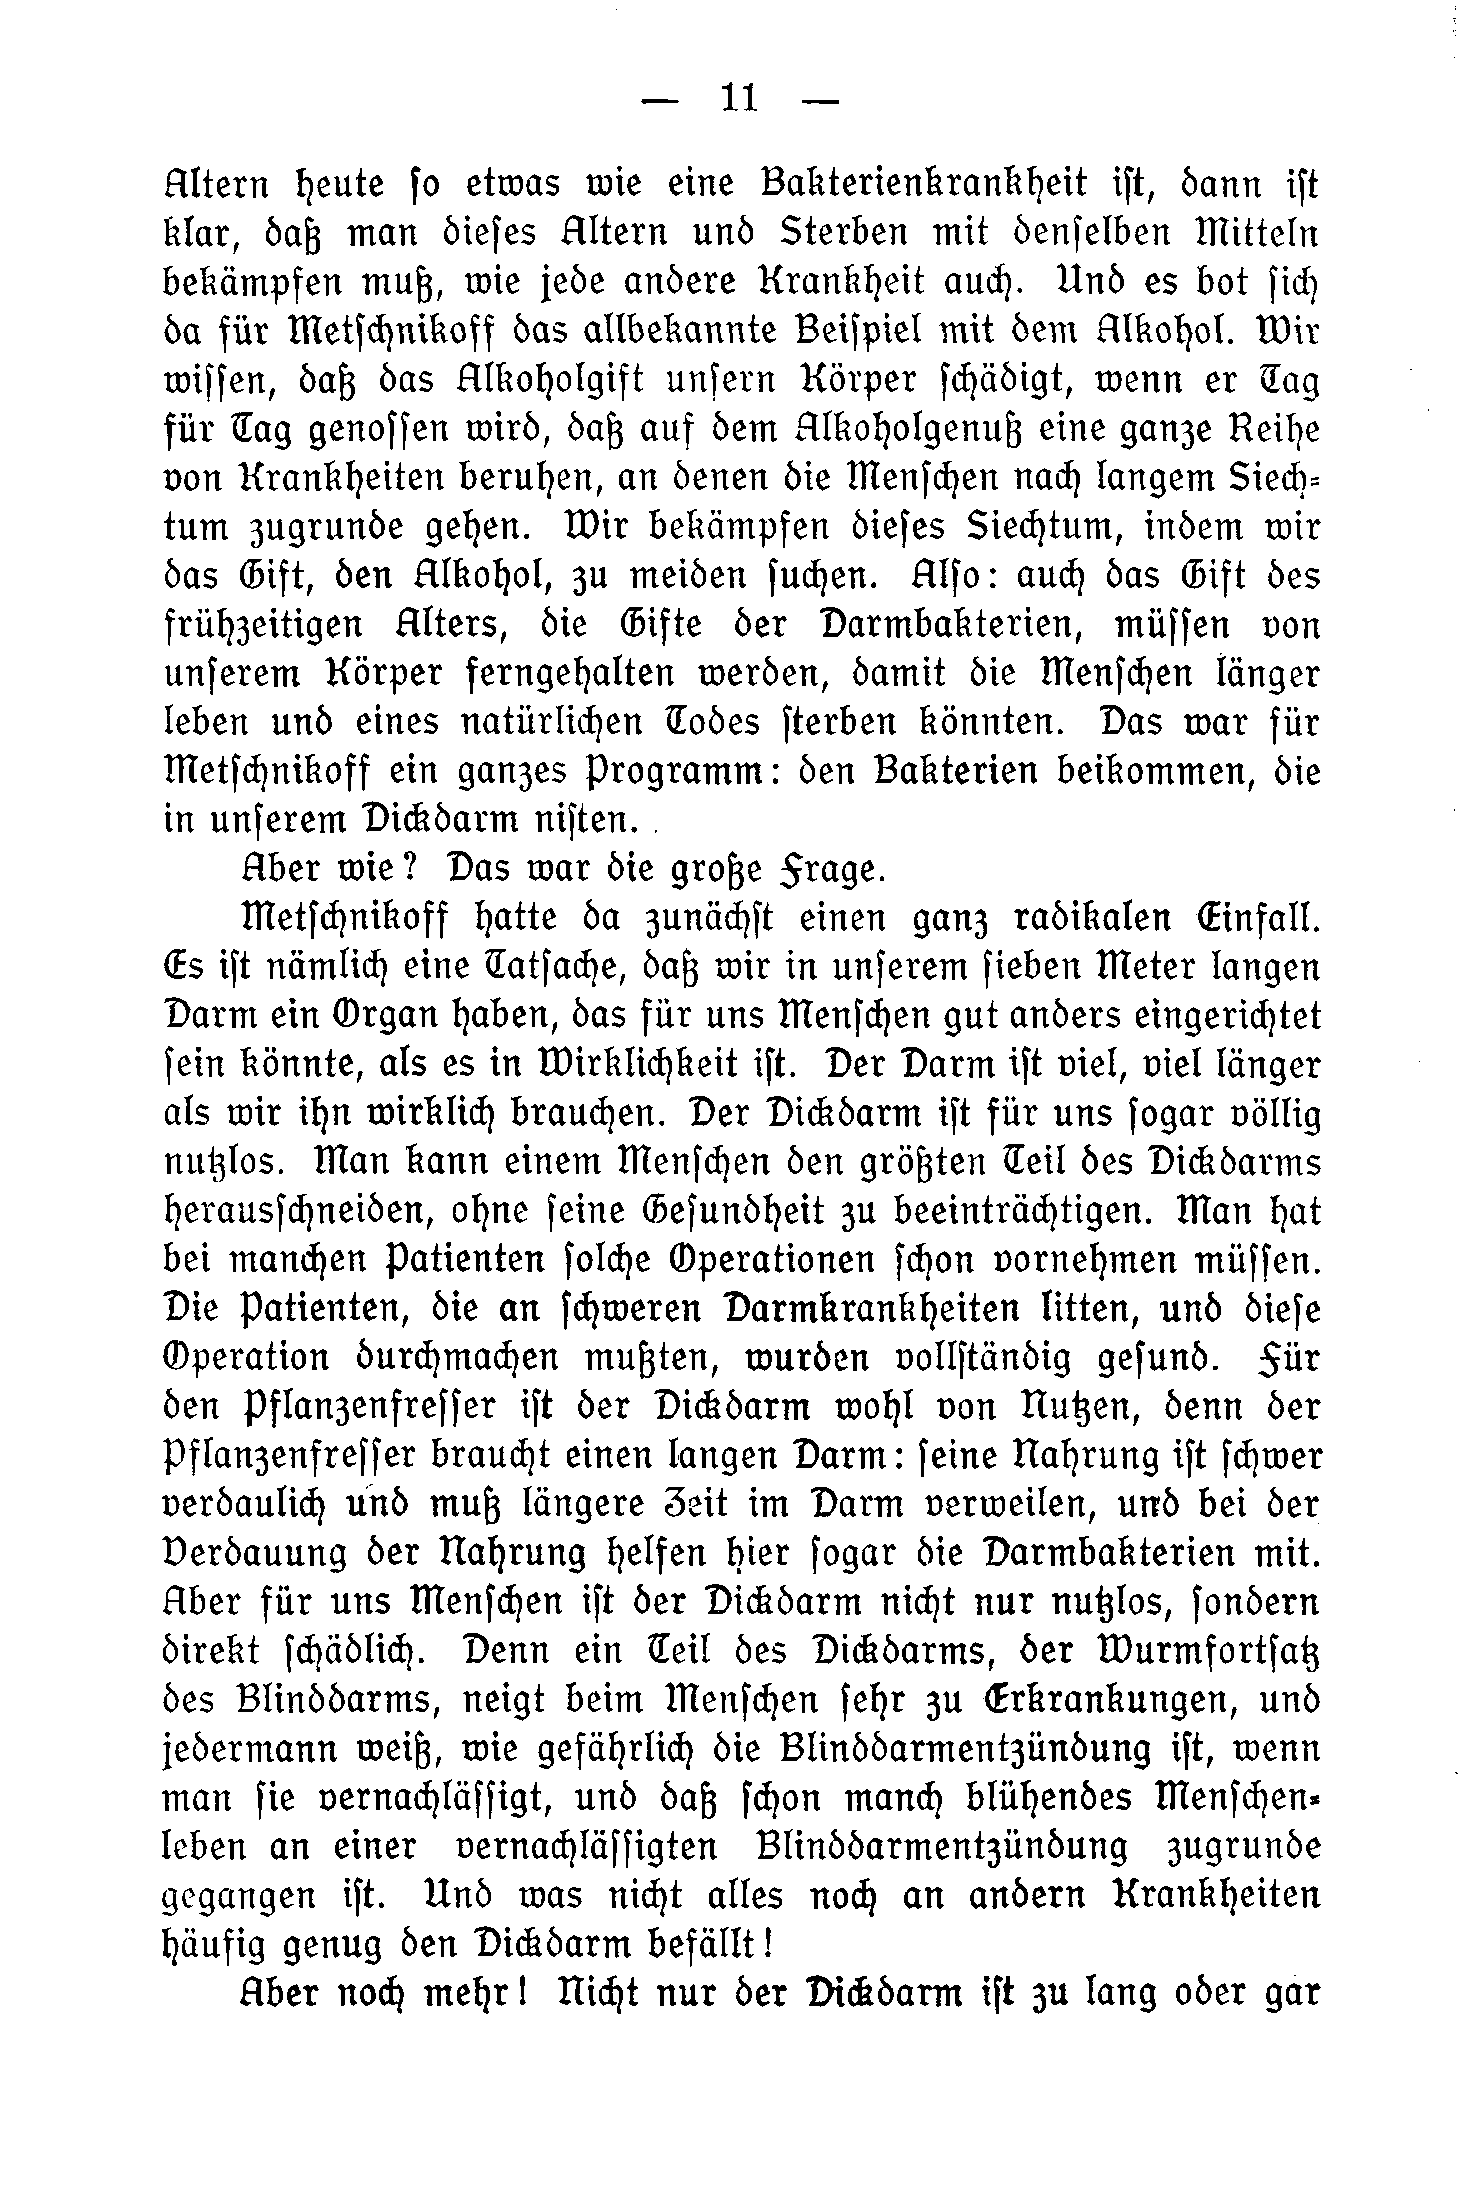 — 11 —
Altern heute ſo etwas wie eine Bakterienkrankheit iſt, dann iſt
klar, daß man dieſes Altern und Sterben mit denſelben Mitteln
bekämpfen muß, wie jede andere Krankheit auch. Und es bot ſich
da für Metſchnikoff das allbekannte Beiſpiel mit dem Alkohol. Wir
wiſſen, daß das Alkoholgift unſern Körper ſchädigt, wenn er Tag
für Tag genoſſen wird, daß auf dem Alkoholgenuß eine ganze Reihe
von Krankheiten beruhen, an denen die Menſchen nach langem Siech-
tum zugrunde gehen. Wir bekämpfen dieſes Siechtum, indem wir
das Gift, den Alkohol, zu meiden ſuchen. Alſo: auch das Gift des
frühzeitigen Alters, die Gifte der Darmbakterien, müſſen von
unſerem Körper ferngehalten werden, damit die Menſchen länger
leben und eines natürlichen Todes ſterben könnten. Das war für
Metſchnikoff ein ganzes Programm: den Bakterien beikommen, die
in unſerem Dickdarm niſten.
Aber wie? Das war die große Frage.
Metſchnikoff hatte da zunächſt einen ganz radikalen Einfall.
Es iſt nämlich eine Tatſache, daß wir in unſerem ſieben Meter langen
Darm ein Organ haben, das für uns Menſchen gut anders eingerichtet
ſein könnte, als es in Wirklichkeit iſt. Der Darm iſt viel, viel länger
als wir ihn wirklich brauchen. Der Dickdarm iſt für uns ſogar völlig
nutzlos. Man kann einem Menſchen den größten Teil des Dickdarms
herausſchneiden, ohne ſeine Geſundheit zu beeinträchtigen. Man hat
bei manchen Patienten ſolche Operationen ſchon vornehmen müſſen.
Die Patienten, die an ſchweren Darmkrankheiten litten, und dieſe
Operation durchmachen mußten, wurden vollſtändig geſund. Für
den Pflanzenfreſſer iſt der Dickdarm wohl von Nutzen, denn der
Pflanzenfreſſer braucht einen langen Darm: ſeine Nahrung iſt ſchwer
verdaulich und muß längere Zeit im Darm verweilen, und bei der
Verdauung der Nahrung helfen hier ſogar die Darmbakterien mit.
Aber für uns Menſchen iſt der Dickdarm nicht nur nutzlos, ſondern
direkt ſchädlich. Denn ein Teil des Dickdarms, der Wurmfortſatz
des Blinddarms, neigt beim Menſchen ſehr zu Erkrankungen, und
jedermann weiß, wie gefährlich die Blinddarmentzündung iſt, wenn
man ſie vernachläſſigt, und daß ſchon manch blühendes Menſchen-
leben an einer vernachläſſigten Blinddarmentzündung zugrunde
gegangen iſt. Und was nicht alles noch an andern Krankheiten
häufig genug den Dickdarm befällt!
Aber noch mehr! Nicht nur der Dickdarm iſt zu lang oder gar